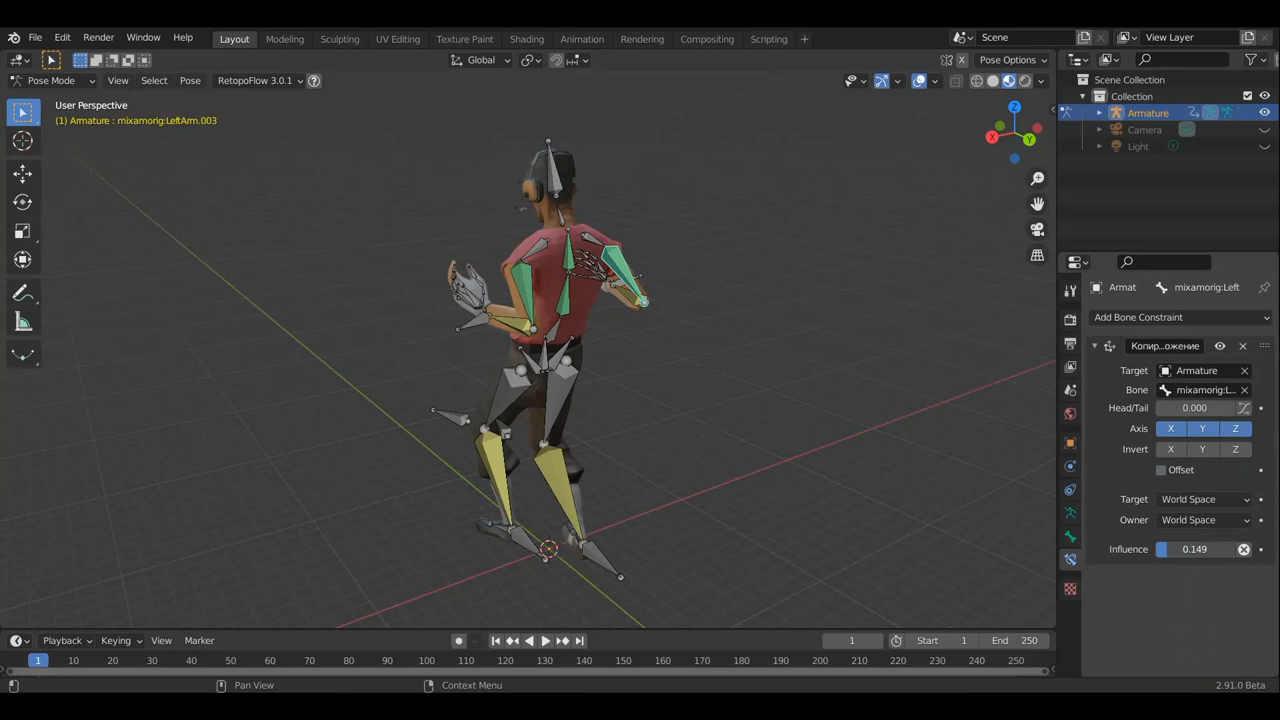 File Edit Render Window Help Layout Modeling Sculpting UV Editing Texture Paint Shading Animation Rendering Compositing Scripting + Scene View Layer
Global Pose Options
Pose Mode View Select Pose RetopoFlow 3.0.1
User Perspective
(1) Armature : mixamorig:LeftArm.003
Z
X
Y
Scene Collection
Collection
Armature
Camera
Light
Armat mixamorig:Left
Add Bone Constraint
Копир...ожение
Target Armature
Bone mixamorig:L...
Head/Tail 0.000
Axis X Y Z
Invert X Y Z
Offset
Target World Space
Owner World Space
Influence 0.149
Playback Keying View Marker 1 Start 1 End 250
1 10 20 30 40 50 60 70 80 90 100 110 120 130 140 150 160 170 180 190 200 210 220 230 240 250
Pan View Context Menu 2.91.0 Beta